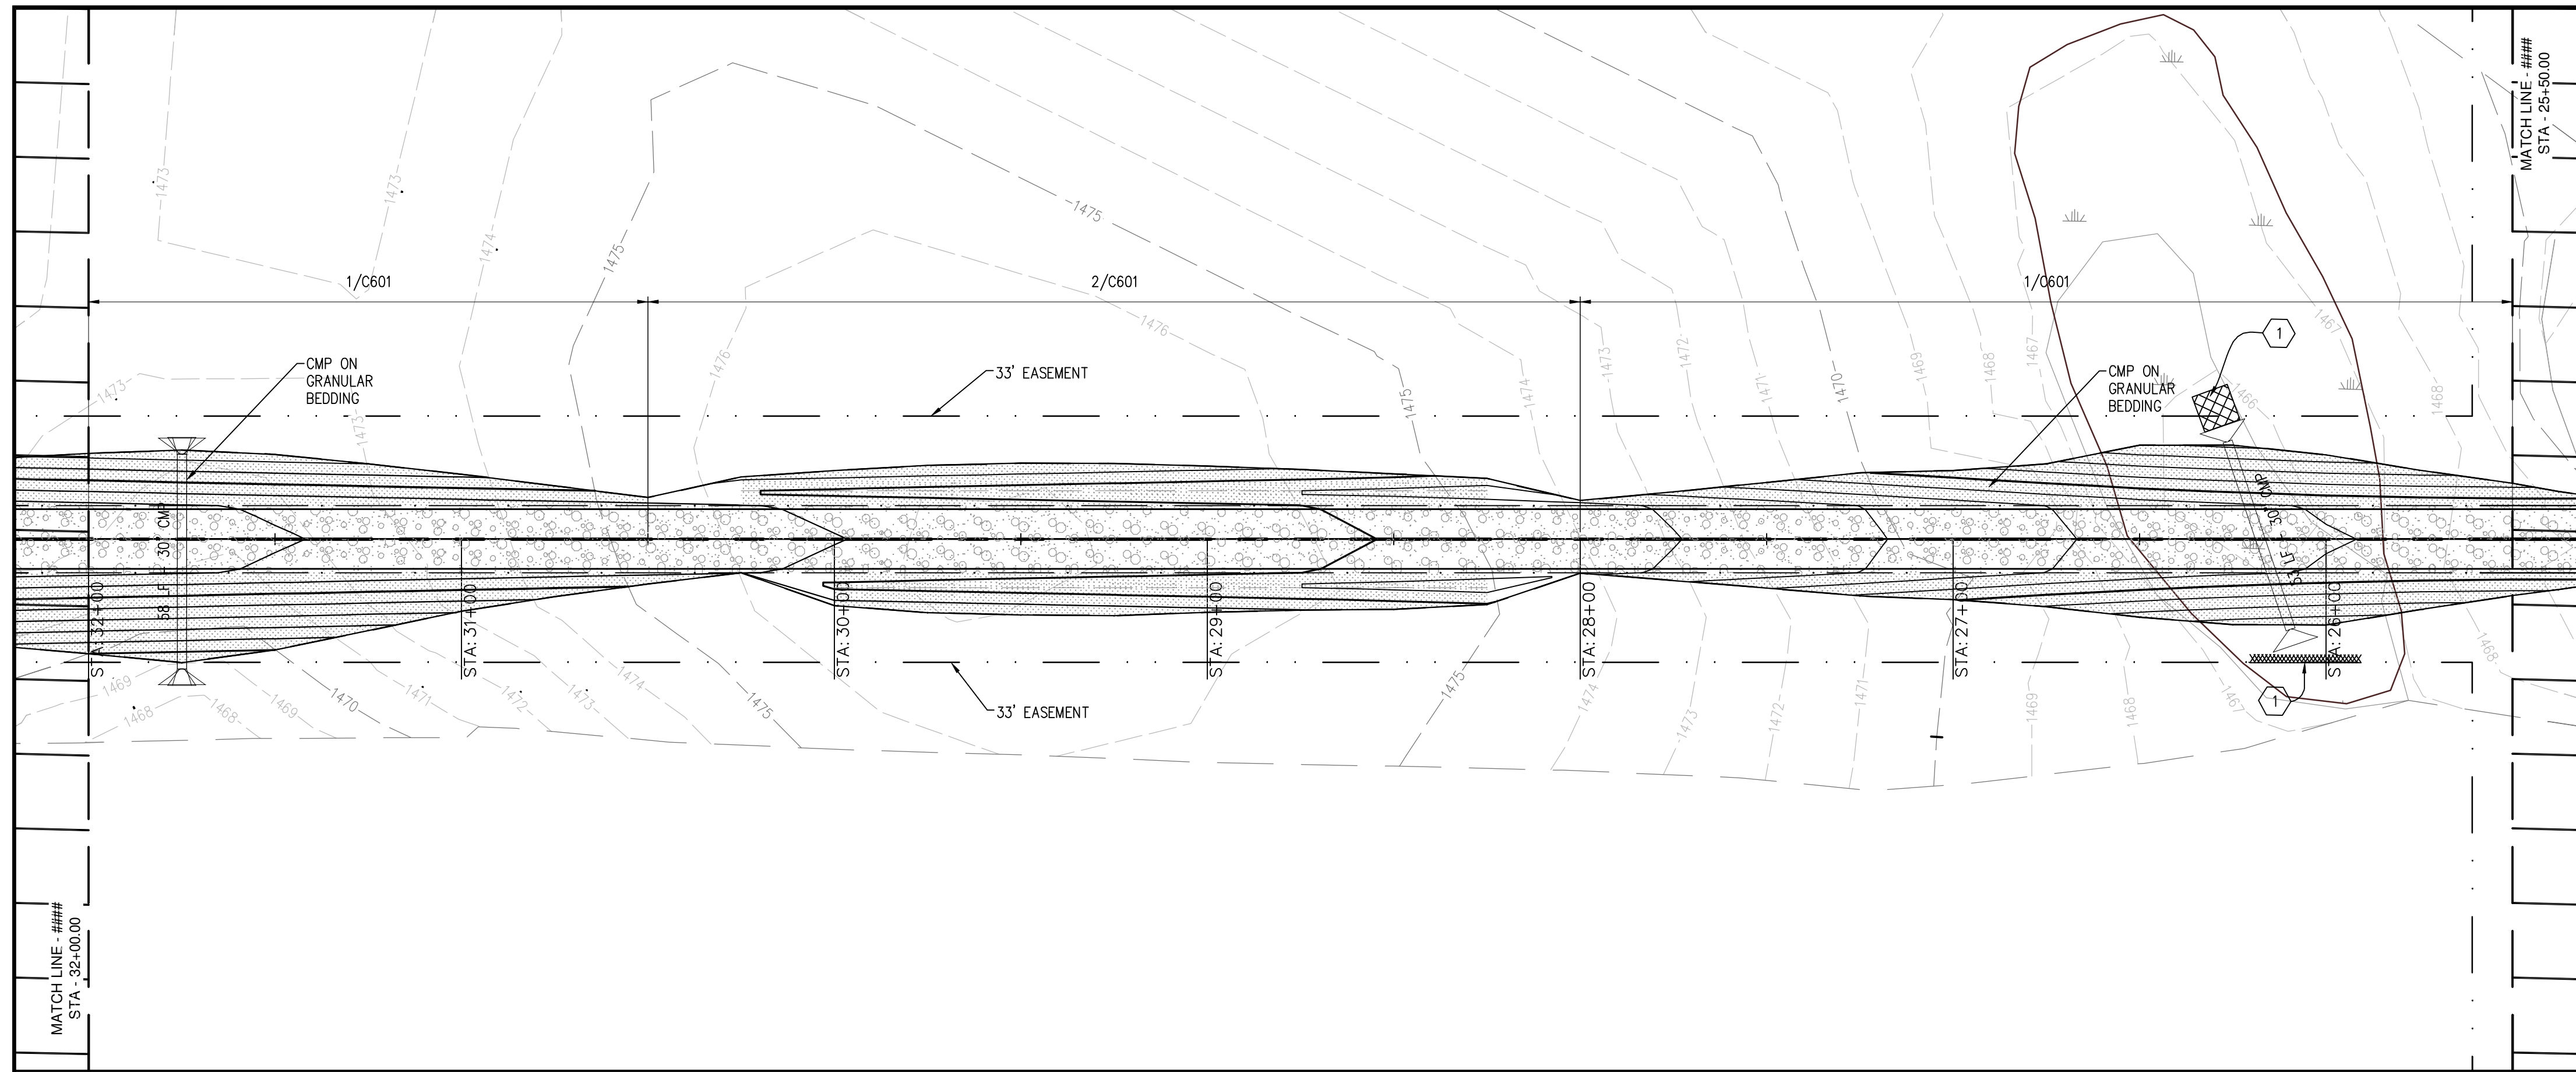 MATCH LINE - ####
STA - 25+50.00
1473
1473
1474
1475
1475
1/C601
2/C601
1/C601
1476
1476
1467
1
1473
1472
1471
1470
1469
1468
1467
1474
1475
1466
1468
1473
1473
CMP ON
GRANULAR
BEDDING
33' EASEMENT
CMP ON
GRANULAR
BEDDING
58 LF - 30" CMP
30" CMP
STA: 32+00
STA: 31+00
STA: 30+00
STA: 29+00
STA: 28+00
STA: 27+00
STA: 26+00
1469
1468
1468
1469
1470
1471
1472
1473
1474
1475
33' EASEMENT
1475
1474
1473
1472
1471
1469
1468
1467
1
1468
MATCH LINE - ####
STA - 32+00.00